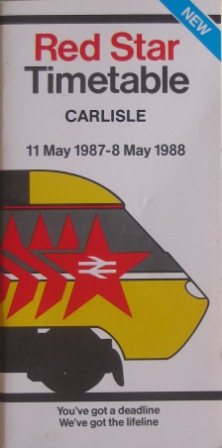 NEW
Red Star
Timetable
CARLISLE
11 May 1987-8 May 1988
You've got a deadline
We've got the lifeline